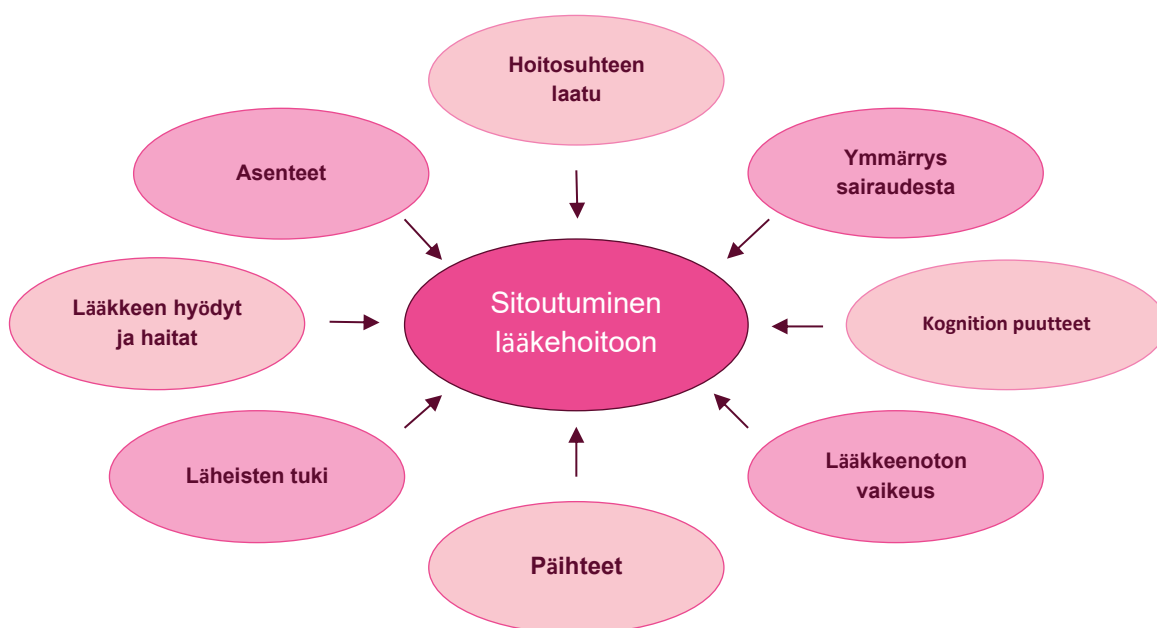 Hoitosuhteen
laatu
Asenteet
Ymmärrys
sairaudesta
Lääkkeen hyödyt
ja haitat
Sitoutuminen
lääkehoitoon
Kognition puutteet
Läheisten tuki
Lääkkeenoton
vaikeus
Päihteet